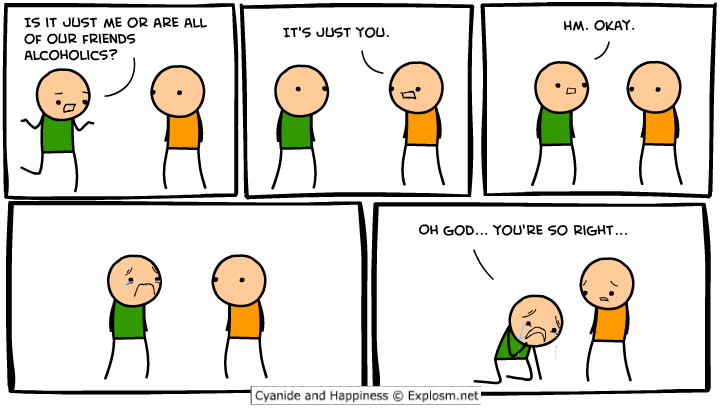 IS IT JUST ME OR ARE ALL
OF OUR FRIENDS
ALCOHOLICS?
IT'S JUST YOU.
HM. OKAY.
OH GOD... YOU'RE SO RIGHT...
Cyanide and Happiness © Explosm.net